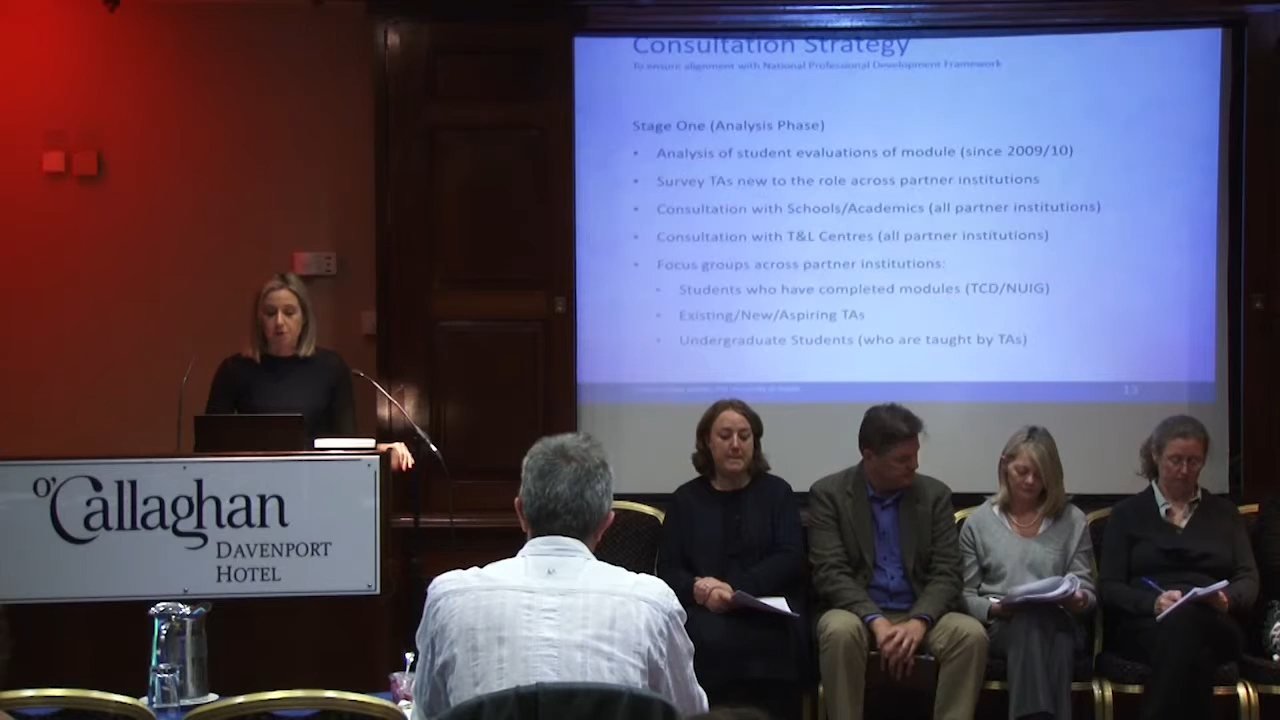 Consultation Strategy
To ensure alignment with National Professional Development Framework
Stage One (Analysis Phase)
• Analysis of student evaluations of module (since 2009/10)
• Survey TAs new to the role across partner institutions
• Consultation with Schools/Academics (all partner institutions)
• Consultation with T&L Centres (all partner institutions)
• Focus groups across partner institutions:
• Students who have completed modules (TCD/NUIG)
• Existing/New/Aspiring TAs
• Undergraduate Students (who are taught by TAs)
13
O'Callaghan
DAVENPORT
HOTEL